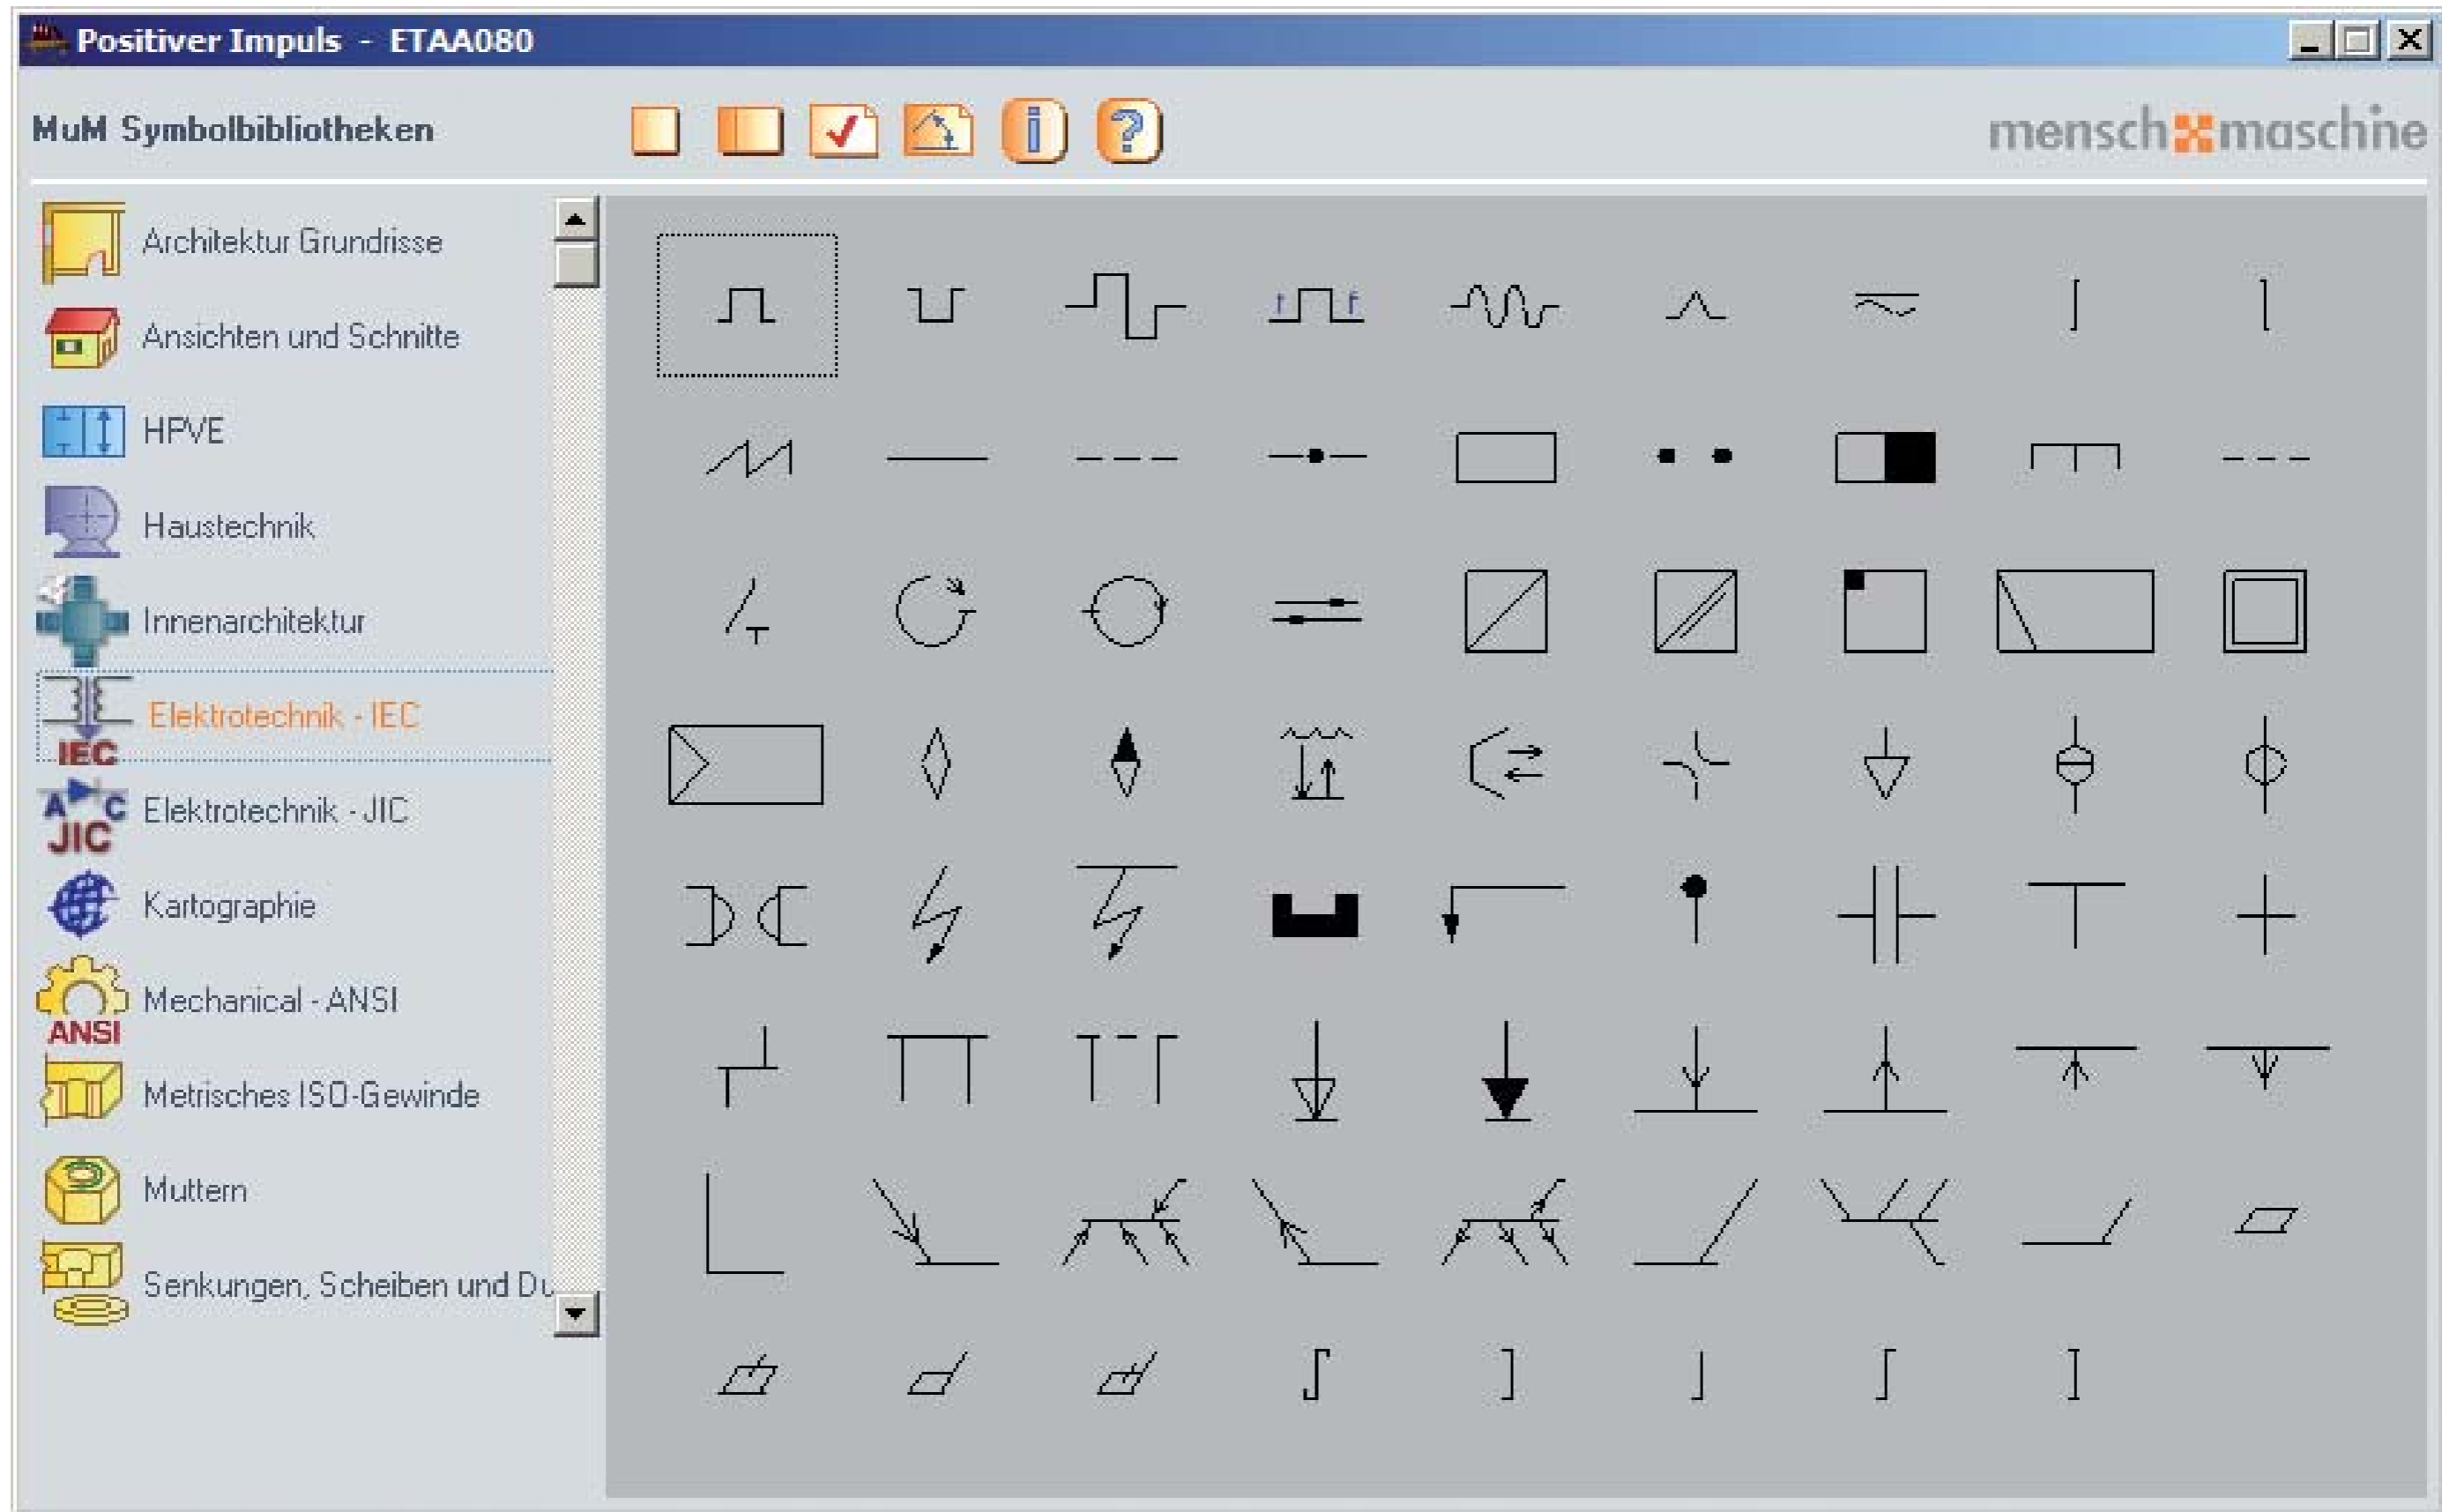 Positiver Impuls - ETAA080
MuM Symbolbibliotheken
mensch maschine
Architektur Grundrisse
Ansichten und Schnitte
HPVE
Haustechnik
Innenarchitektur
Elektrotechnik - IEC
IEC
A C
JIC
Elektrotechnik - JIC
Kartographie
Mechanical - ANSI
ANSI
Metrisches ISO-Gewinde
Muttern
Senkungen, Scheiben und Du